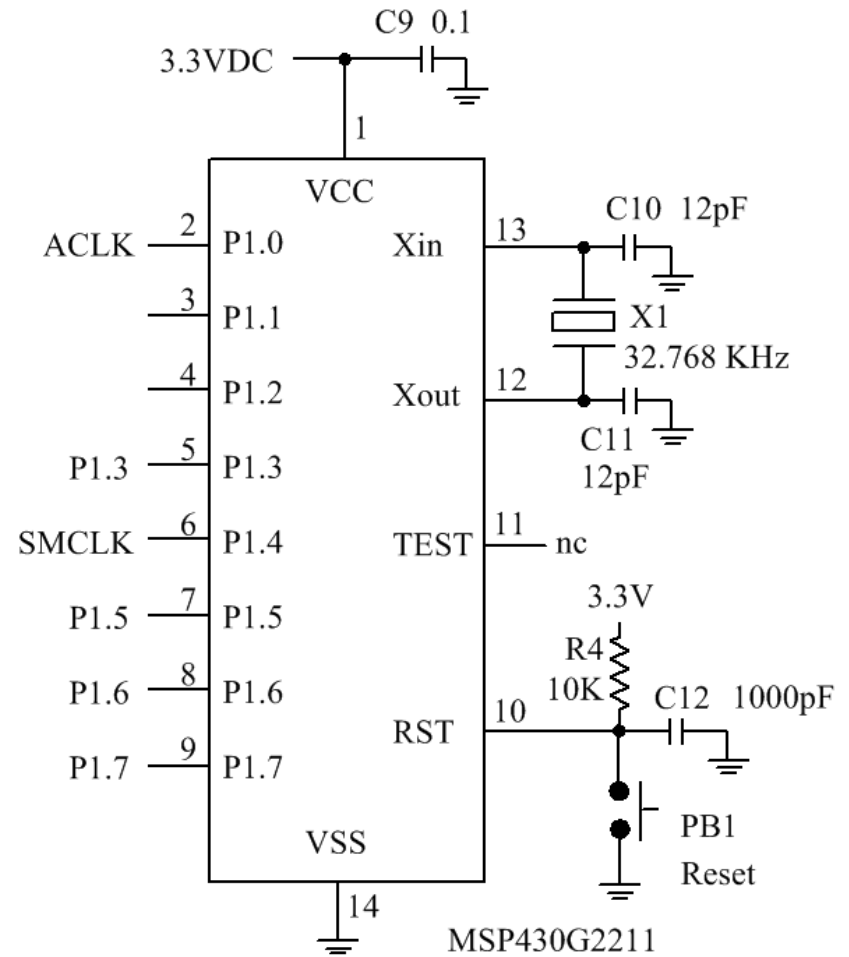 C9 0.1
3.3VDC
1
VCC
C10 12pF
ACLK 2 P1.0 Xin 13
3 P1.1
X1
32.768 KHz
4 P1.2 Xout 12
C11
12pF
P1.3 5 P1.3
SMCLK 6 P1.4 TEST 11 nc
3.3V
P1.5 7 P1.5
R4
10K
P1.6 8 P1.6
C12 1000pF
RST 10
P1.7 9 P1.7
PB1
Reset
VSS
14
MSP430G2211